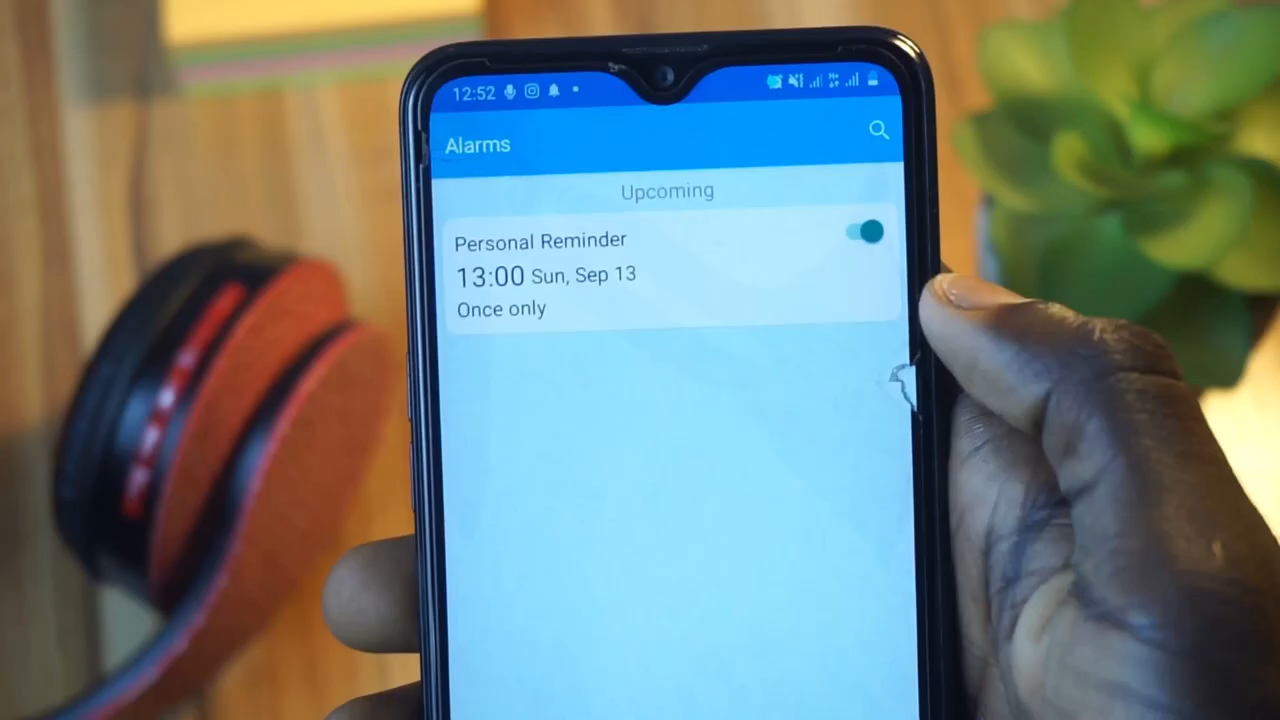 12:52
Alarms
Upcoming
Personal Reminder
13:00 Sun, Sep 13
Once only